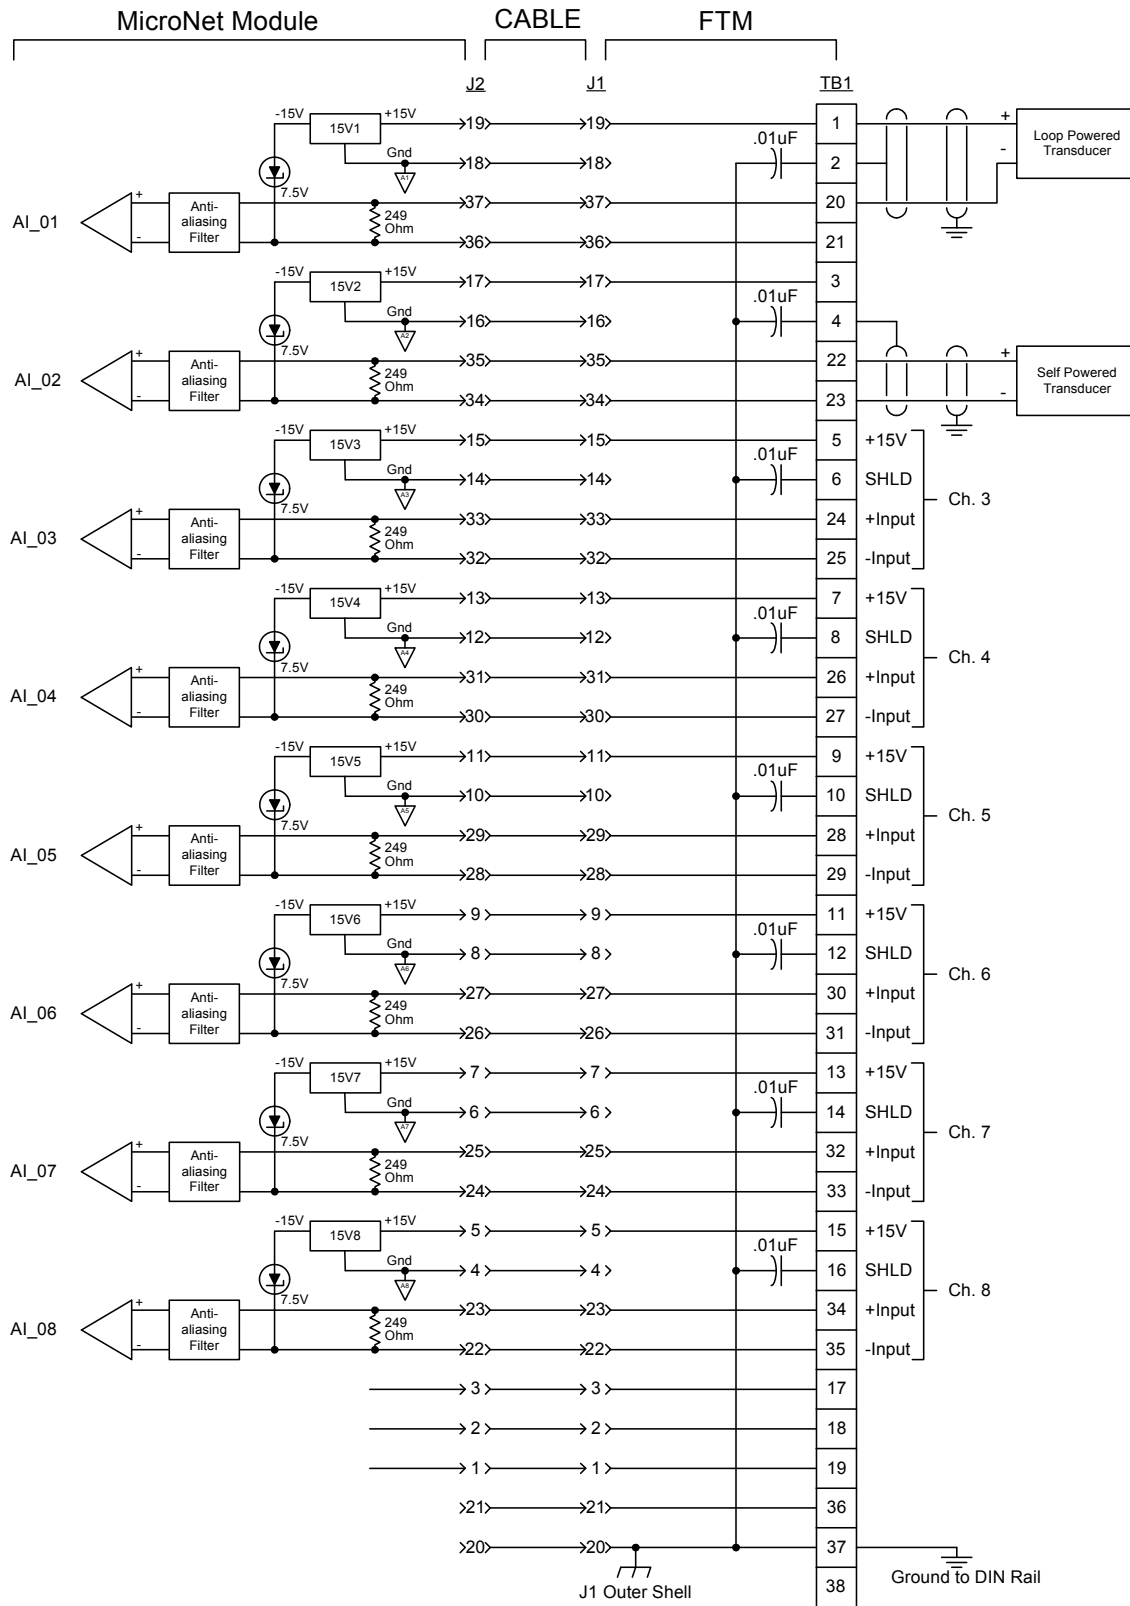 MicroNet Module CABLE FTM
J2 J1 TB1
-15V 15V1 +15V 19 19 1 + Loop Powered
Transducer
.01uF
Gnd 18 18 2 -
A1
7.5V
AI_01 + Anti-
aliasing
Filter - 249
Ohm 37 37 20
36 36 21
-15V 15V2 +15V 17 17 3
.01uF
Gnd 16 16 4
A2
7.5V
AI_02 + Anti-
aliasing
Filter - 249
Ohm 35 35 22 + Self Powered
Transducer
34 34 23 -
-15V 15V3 +15V 15 15 5 +15V
.01uF
Gnd 14 14 6 SHLD
A3
7.5V Ch. 3
AI_03 + Anti-
aliasing
Filter - 249
Ohm 33 33 24 +Input
32 32 25 -Input
-15V 15V4 +15V 13 13 7 +15V
.01uF
Gnd 12 12 8 SHLD
A4
7.5V Ch. 4
AI_04 + Anti-
aliasing
Filter - 249
Ohm 31 31 26 +Input
30 30 27 -Input
-15V 15V5 +15V 11 11 9 +15V
.01uF
Gnd 10 10 10 SHLD
A5
7.5V Ch. 5
AI_05 + Anti-
aliasing
Filter - 249
Ohm 29 29 28 +Input
28 28 29 -Input
-15V 15V6 +15V 9 9 11 +15V
.01uF
Gnd 8 8 12 SHLD
A6
7.5V Ch. 6
AI_06 + Anti-
aliasing
Filter - 249
Ohm 27 27 30 +Input
26 26 31 -Input
-15V 15V7 +15V 7 7 13 +15V
.01uF
Gnd 6 6 14 SHLD
A7
7.5V Ch. 7
AI_07 + Anti-
aliasing
Filter - 249
Ohm 25 25 32 +Input
24 24 33 -Input
-15V 15V8 +15V 5 5 15 +15V
.01uF
Gnd 4 4 16 SHLD
A8
7.5V Ch. 8
AI_08 + Anti-
aliasing
Filter - 249
Ohm 23 23 34 +Input
22 22 35 -Input
3 3 17
2 2 18
1 1 19
21 21 36
20 20 37
J1 Outer Shell 38 Ground to DIN Rail